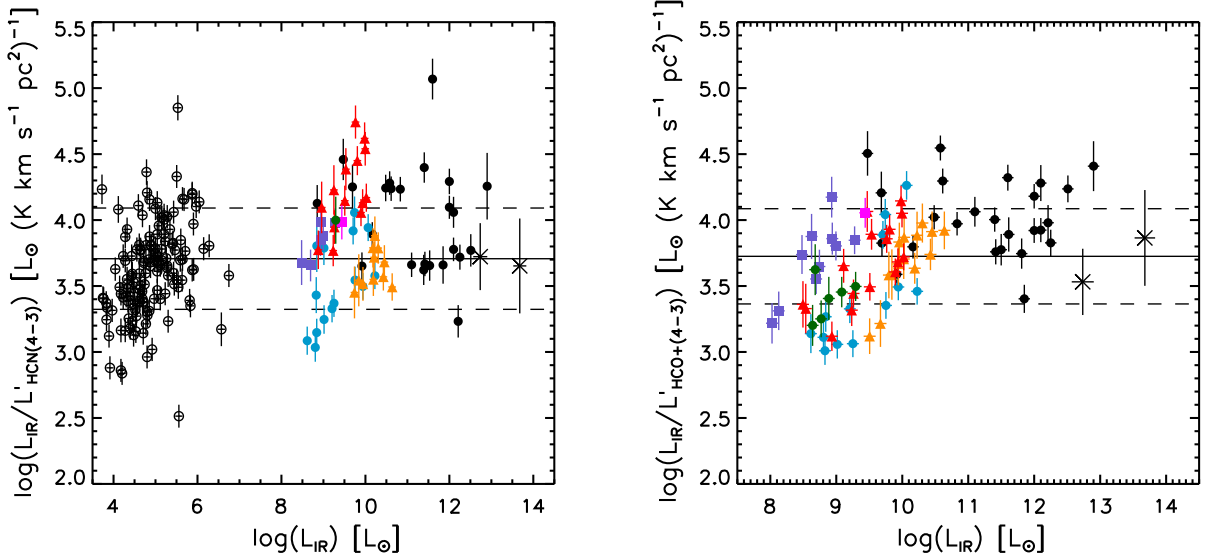 log(L_IR/L'_HCN(4-3)) [L⊙ (K km s⁻¹ pc²)⁻¹]
5.5
5.0
4.5
4.0
3.5
3.0
2.5
2.0
4 6 8 10 12 14
log(L_IR) [L⊙]
log(L_IR/L'_HCO+(4-3)) [L⊙ (K km s⁻¹ pc²)⁻¹]
5.5
5.0
4.5
4.0
3.5
3.0
2.5
2.0
8 9 10 11 12 13 14
log(L_IR) [L⊙]